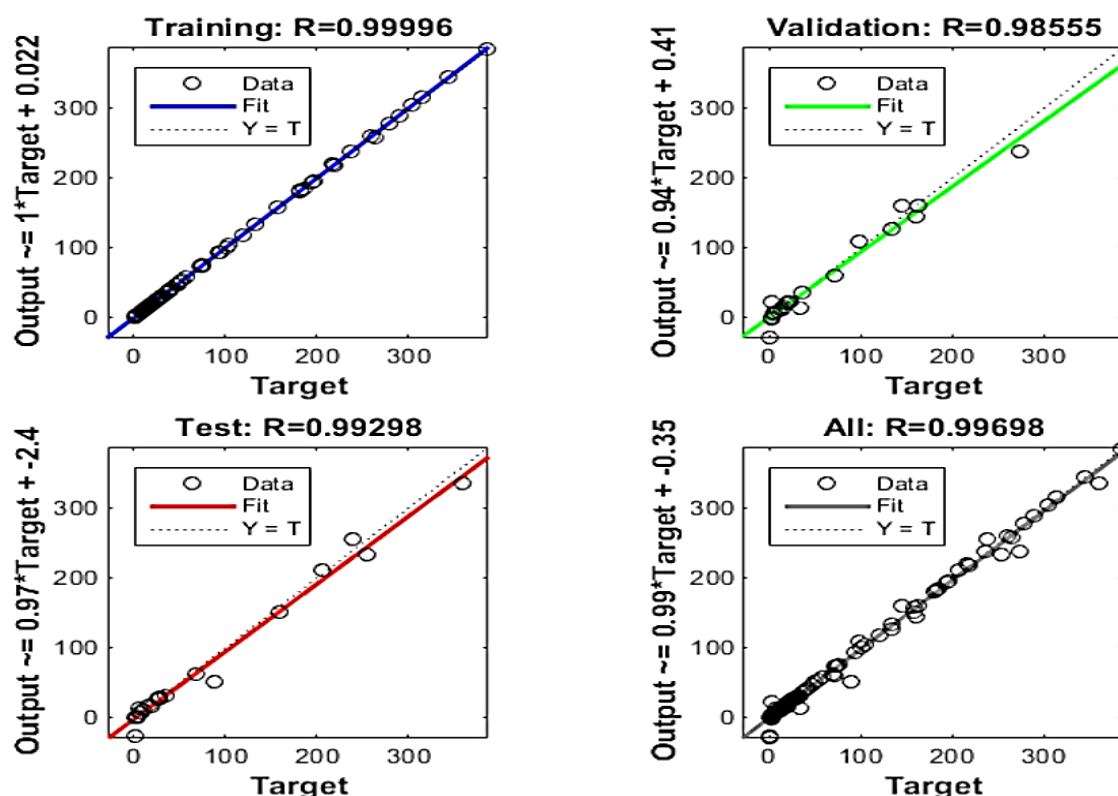 Training: R=0.99996
Output ~= 1*Target + 0.022
Data
Fit
Y = T
300
200
100
0
0 100 200 300
Target
Validation: R=0.98555
Output ~= 0.94*Target + 0.41
Data
Fit
Y = T
300
200
100
0
0 100 200 300
Target
Test: R=0.99298
Output ~= 0.97*Target + -2.4
Data
Fit
Y = T
300
200
100
0
0 100 200 300
Target
All: R=0.99698
Output ~= 0.99*Target + -0.35
Data
Fit
Y = T
300
200
100
0
0 100 200 300
Target